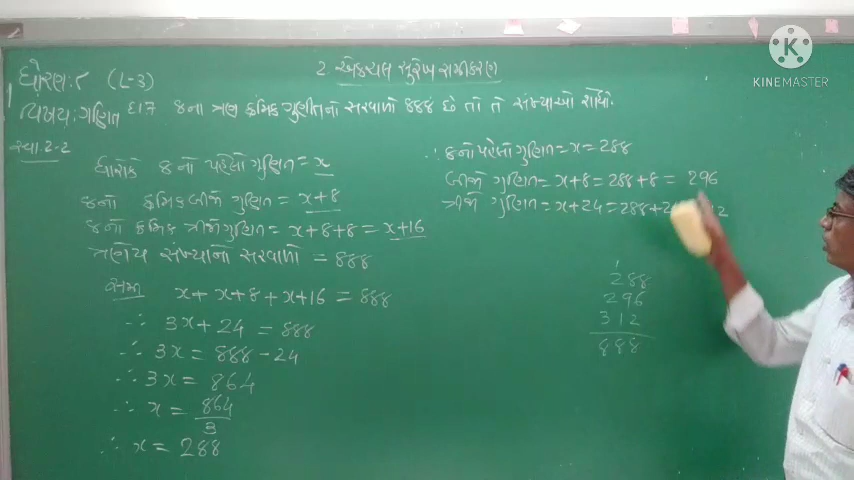 ધોરણ: ૮ (L-3)
2 એકચલ સુરેખ સમીકરણ
વિષય: ગણિત
દા.7 8ના ત્રણ ક્રમિક ગુણિતનો સરવાળો 888 છે તો તે સંખ્યાઓ શોધો.
સ્વા 2.2
ધારોકે 8નો પહેલો ગુણિત = x
8નો ક્રમિક બીજો ગુણિત = x+8
8નો ક્રમિક ત્રીજો ગુણિત = x+8+8 = x+16
ત્રણેય સંખ્યાનો સરવાળો = 888
x + x+8 + x+16 = 888
∴ 3x + 24 = 888
∴ 3x = 888 - 24
∴ 3x = 864
∴ x = 864
3
∴ x = 288
∴ 8નો પહેલો ગુણિત = x = 288
બીજો ગુણિત = x+8 = 288+8 = 296
ત્રીજો ગુણિત = x+24 = 288+2
1
288
296
312
888
KINEMASTER